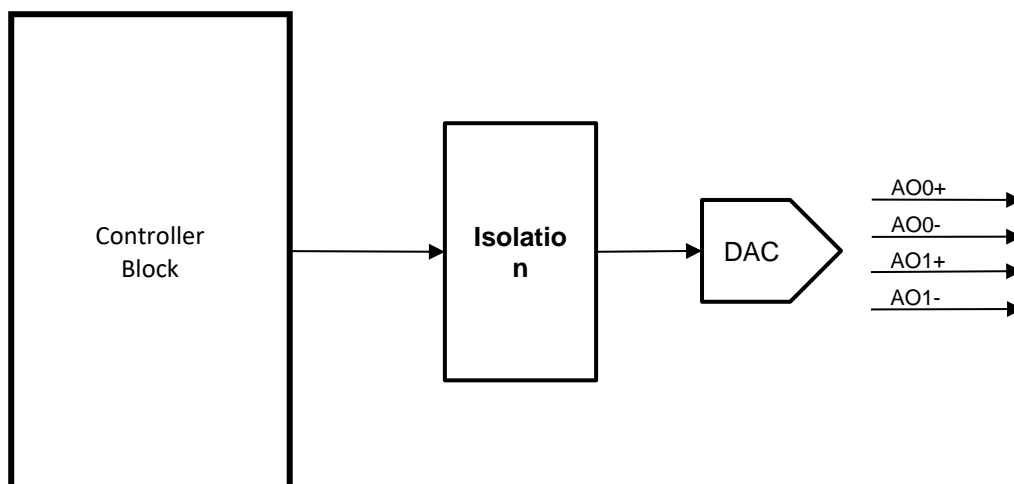 Controller
Block
Isolatio
n
DAC
AO0+
AO0-
AO1+
AO1-